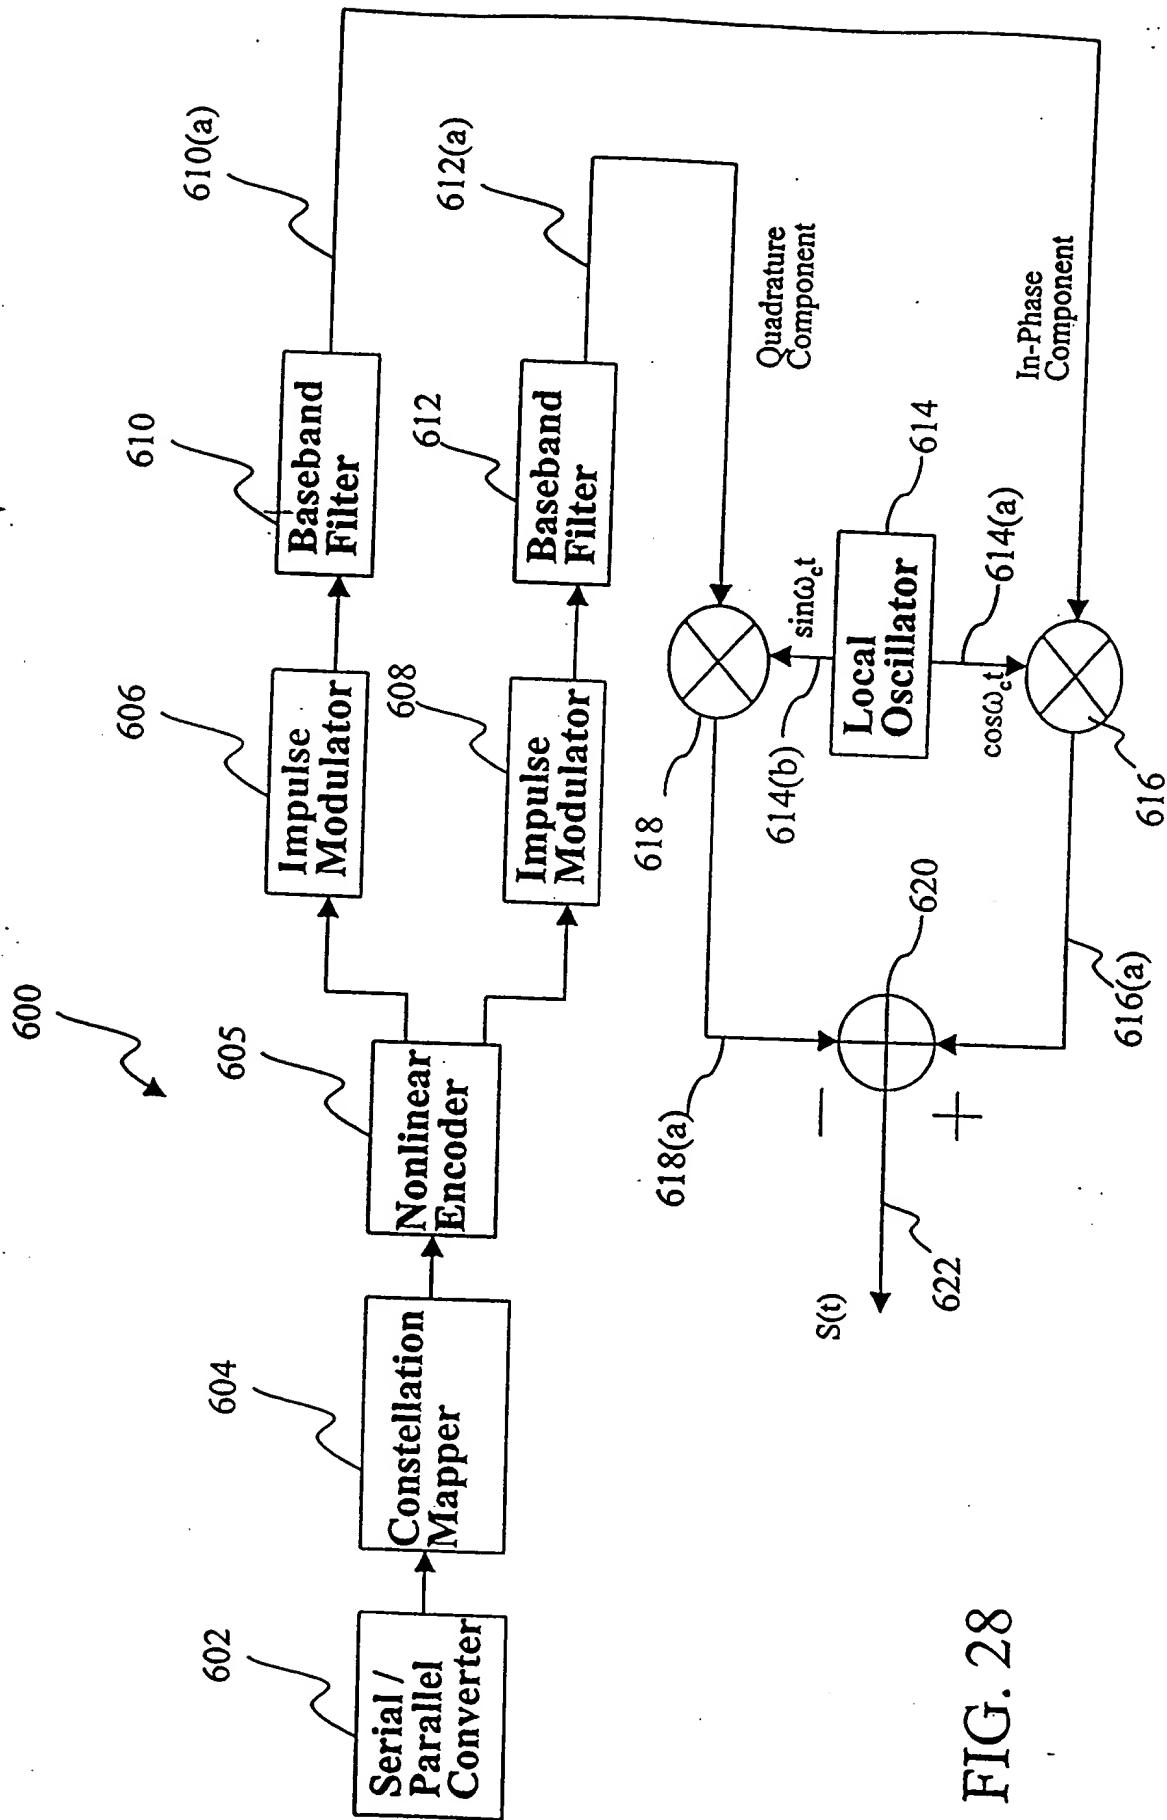 600
602
Serial /
Parallel
Converter
604
Constellation
Mapper
605
Nonlinear
Encoder
606
Impulse
Modulator
608
Impulse
Modulator
610
Baseband
Filter
610(a)
612
Baseband
Filter
612(a)
Quadrature
Component
In-Phase
Component
618
sinω_ct
614(b)
Local
Oscillator
614
cosω_ct
614(a)
616
618(a)
616(a)
620
−
+
S(t)
622
FIG. 28